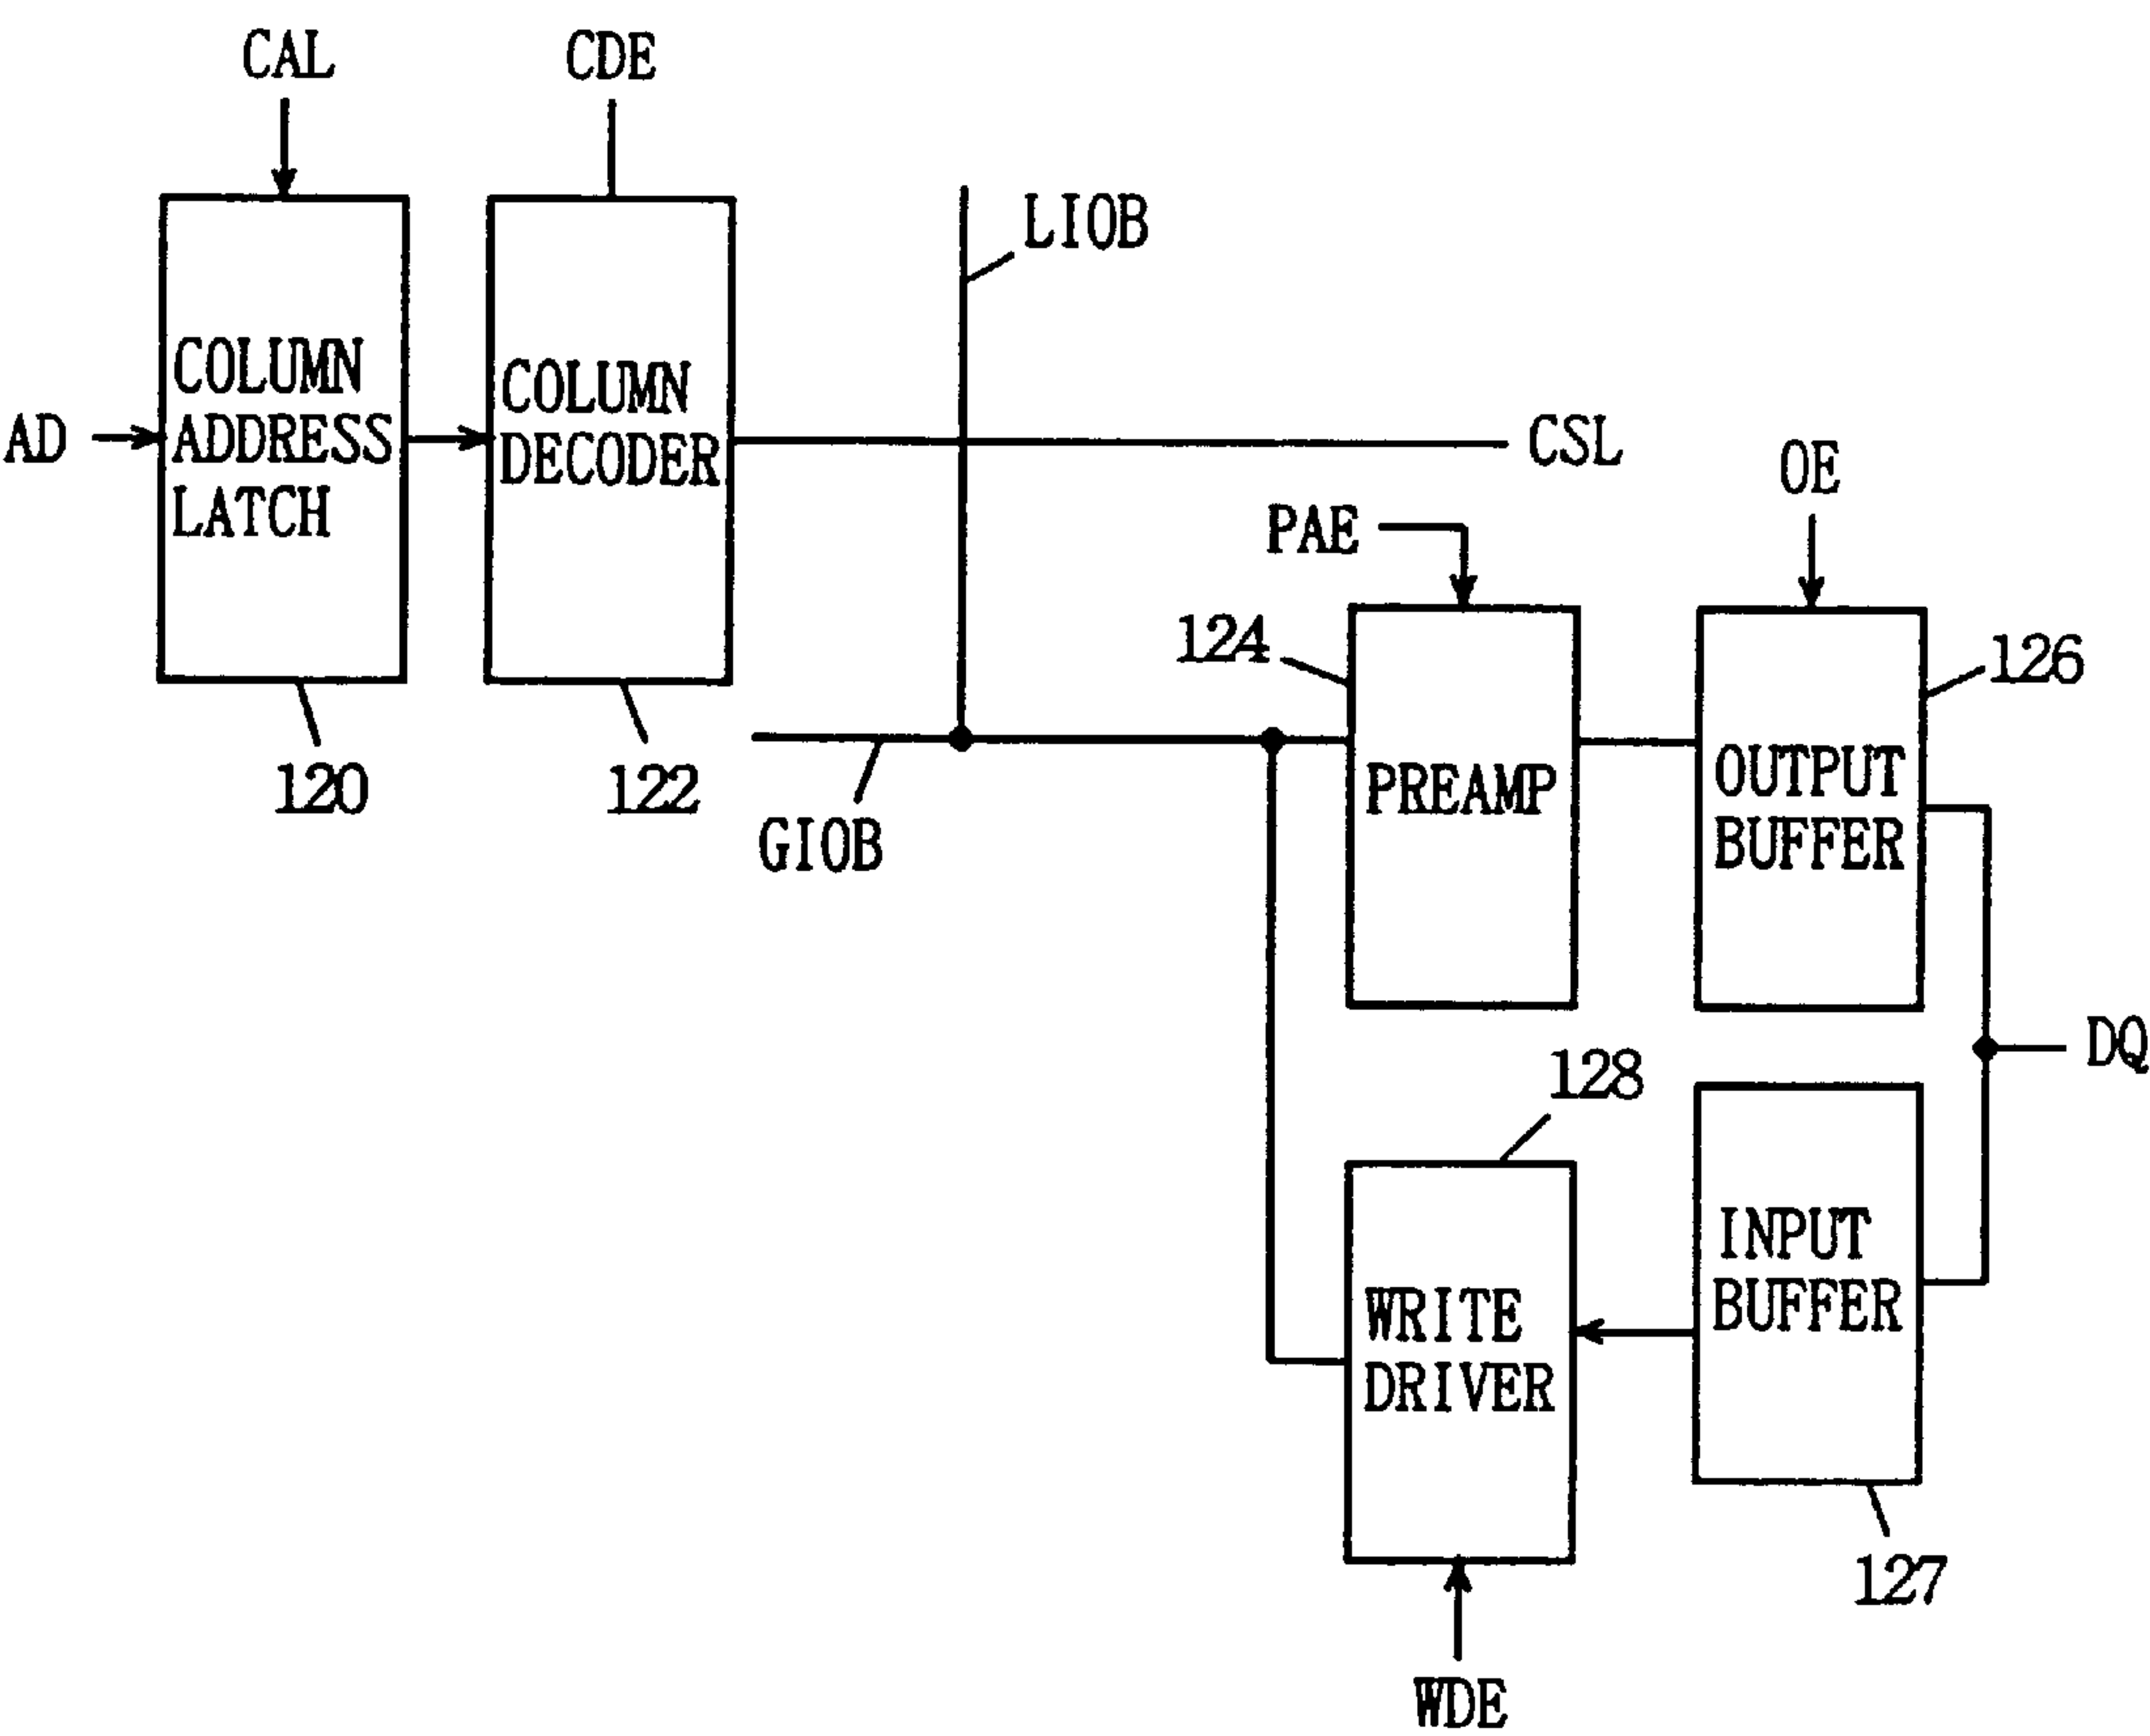 CAL
CDE
LIOB
COLUMN
ADDRESS
LATCH
COLUMN
DECODER
AD
CSL
OE
PAE
124
126
120
122
GIOB
PREAMP
OUTPUT
BUFFER
DQ
128
INPUT
BUFFER
WRITE
DRIVER
127
WDE